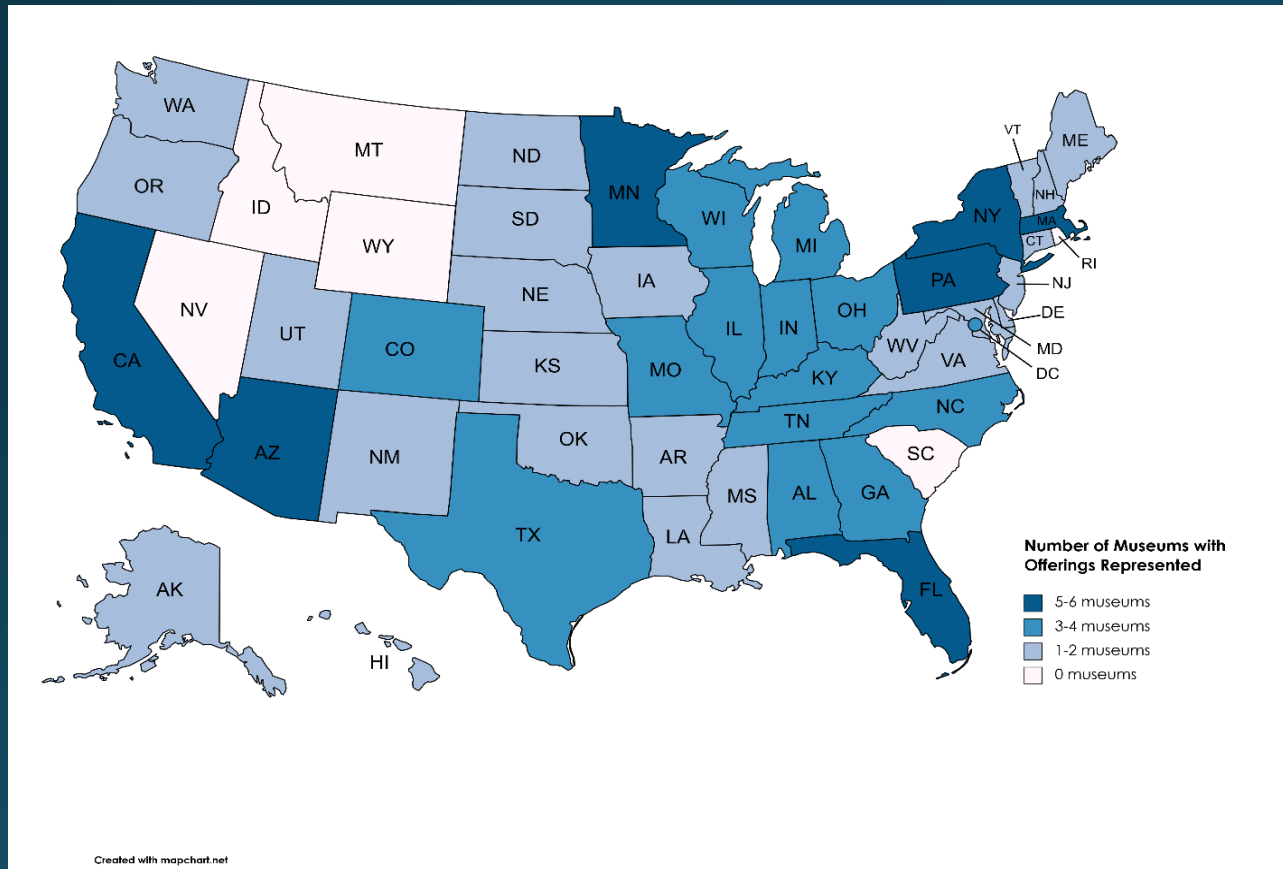 WA
MT
ND
MN
VT
ME
OR
ID
SD
WI
NY
NH
MA
WY
MI
CT
RI
NV
NE
IA
PA
NJ
UT
CO
IL
IN
OH
DE
CA
KS
MO
WV
VA
MD
KY
DC
NC
TN
AZ
NM
OK
AR
SC
MS
AL
GA
TX
LA
FL
AK
HI
Number of Museums with
Offerings Represented
5-6 museums
3-4 museums
1-2 museums
0 museums
Created with mapchart.net